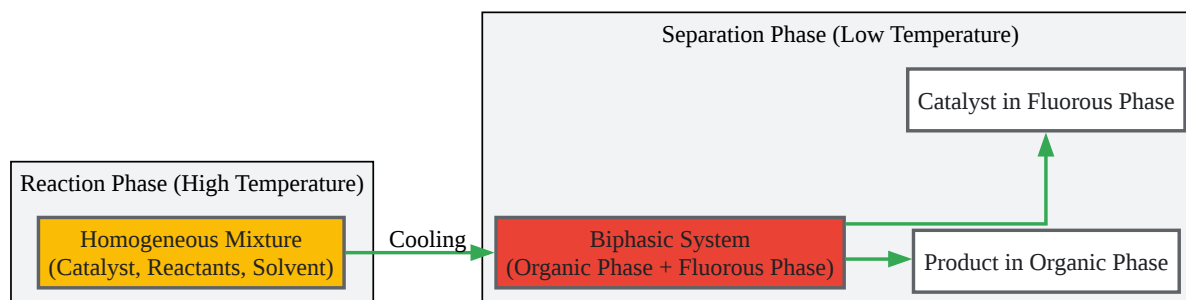 Separation Phase (Low Temperature)
Catalyst in Fluorous Phase
Reaction Phase (High Temperature)
Homogeneous Mixture
(Catalyst, Reactants, Solvent)
Cooling
Biphasic System
(Organic Phase + Fluorous Phase)
Product in Organic Phase